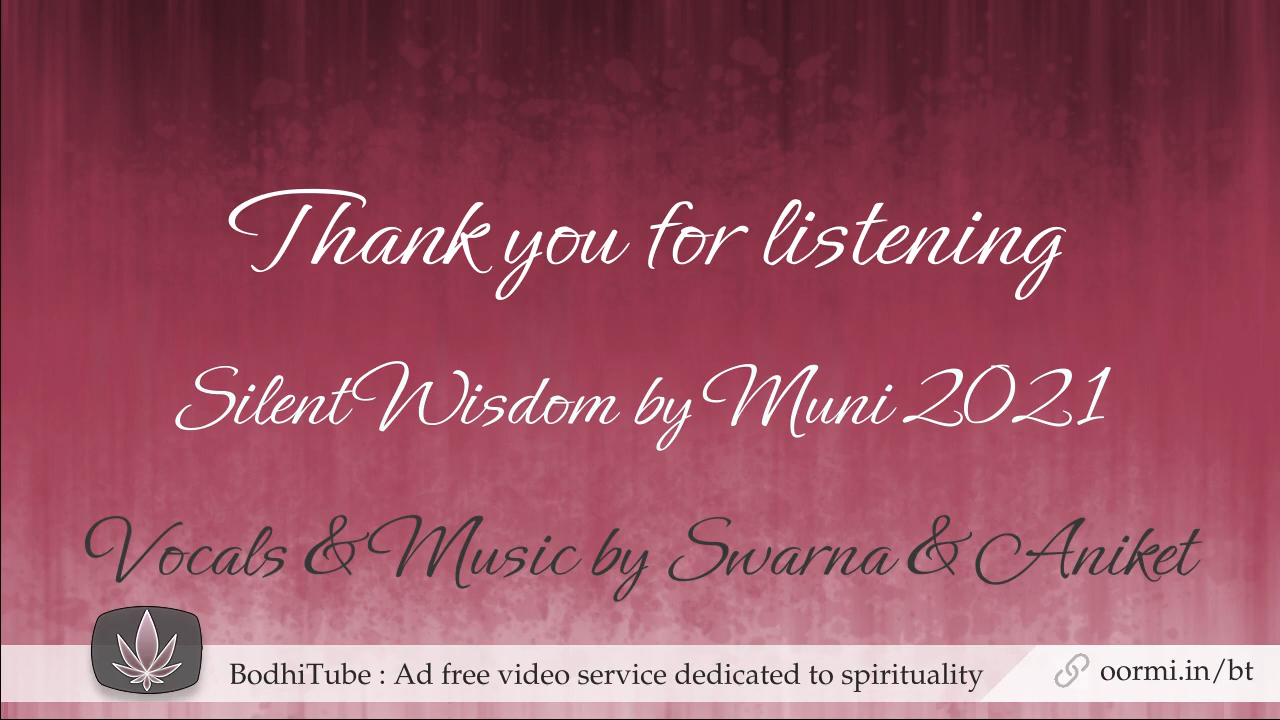 Thank you for listening
Silent Wisdom by Muni 2021
Vocals & Music by Swarna & Aniket
BodhiTube : Ad free video service dedicated to spirituality
oormi.in/bt